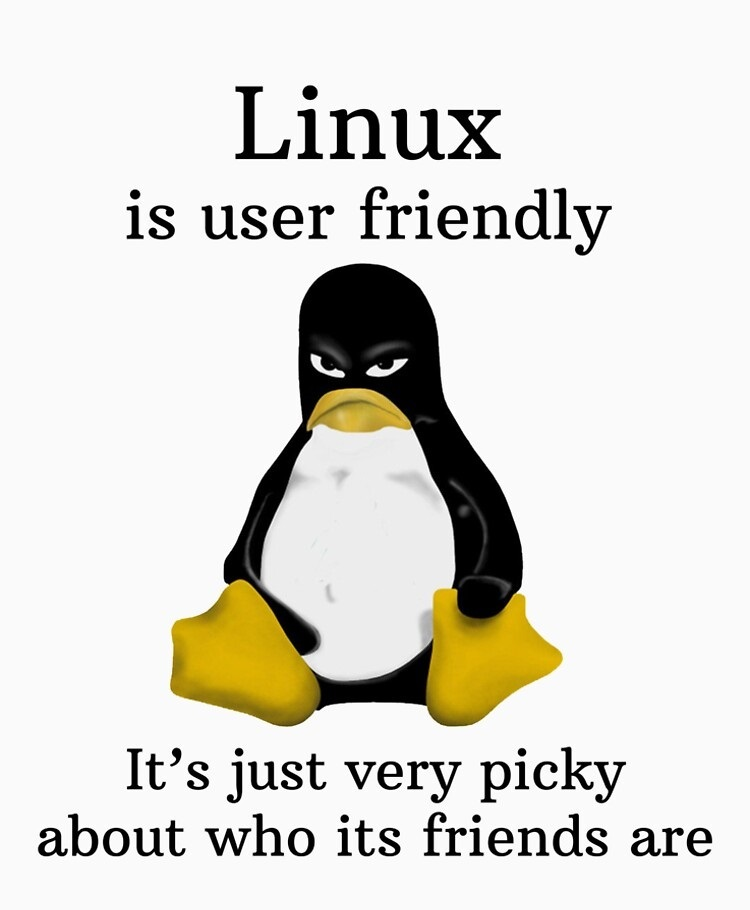 Linux
is user friendly
It’s just very picky
about who its friends are